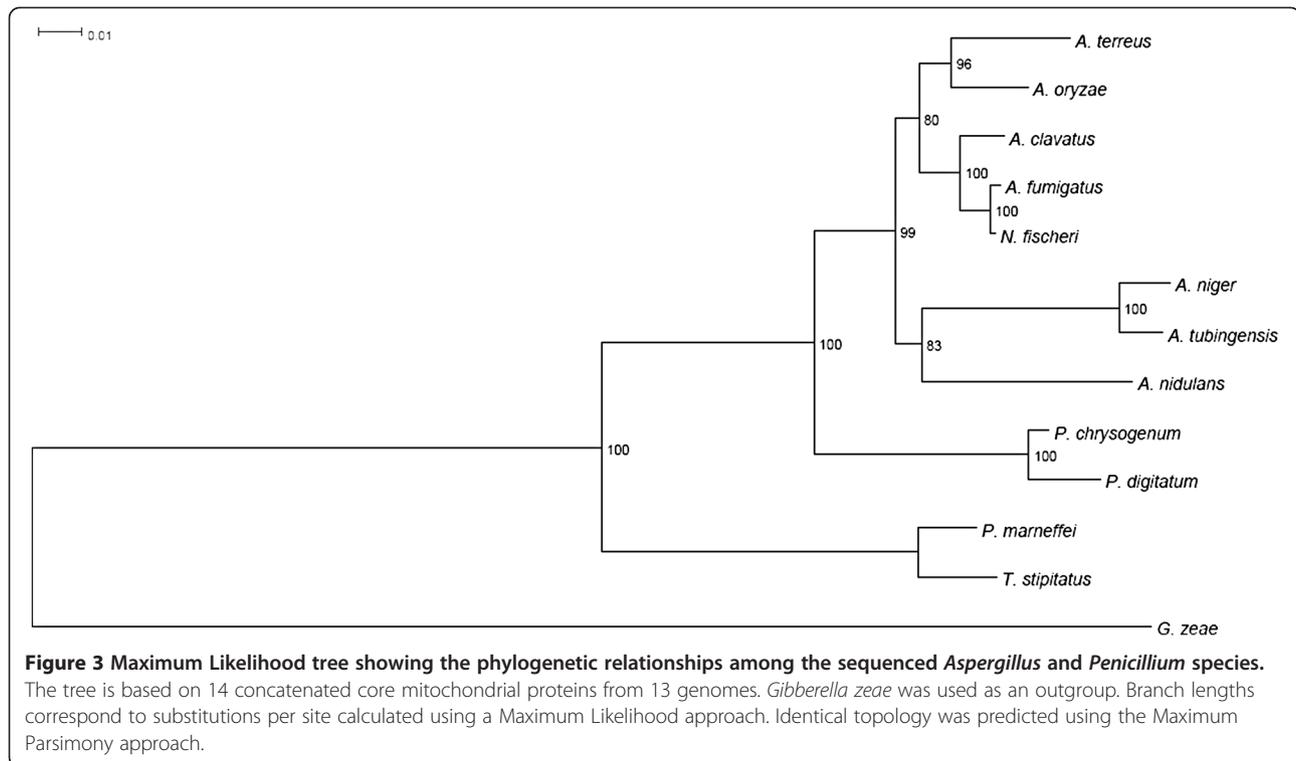 0.01
A. terreus
96
A. oryzae
80
A. clavatus
100
A. fumigatus
100
N. fischeri
99
A. niger
100
A. tubingensis
83
A. nidulans
100
P. chrysogenum
100
P. digitatum
100
P. marneffei
T. stipitatus
G. zeae
Figure 3 Maximum Likelihood tree showing the phylogenetic relationships among the sequenced Aspergillus and Penicillium species.
The tree is based on 14 concatenated core mitochondrial proteins from 13 genomes. Gibberella zeae was used as an outgroup. Branch lengths
correspond to substitutions per site calculated using a Maximum Likelihood approach. Identical topology was predicted using the Maximum
Parsimony approach.